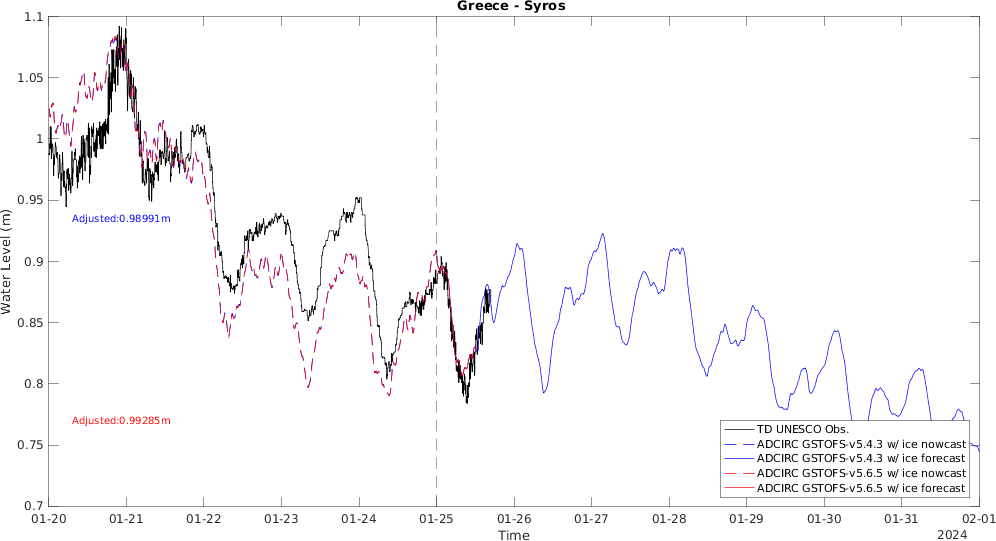 Greece - Syros
1.1
1.05
1
0.95
0.9
0.85
0.8
0.75
0.7
Water Level (m)
Adjusted:0.98991m
Adjusted:0.99285m
TD UNESCO Obs.
ADCIRC GSTOFS-v5.4.3 w/ ice nowcast
ADCIRC GSTOFS-v5.4.3 w/ ice forecast
ADCIRC GSTOFS-v5.6.5 w/ ice nowcast
ADCIRC GSTOFS-v5.6.5 w/ ice forecast
01-20 01-21 01-22 01-23 01-24 01-25 01-26 01-27 01-28 01-29 01-30 01-31 02-01
Time
2024